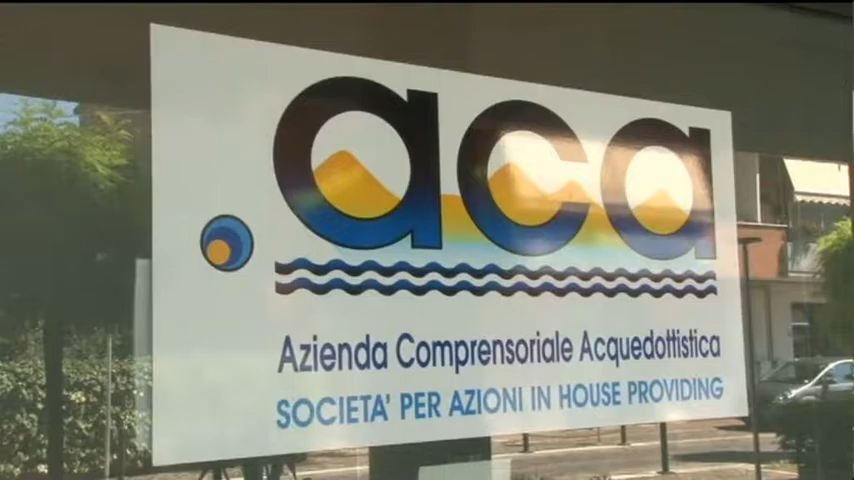 .aca
Azienda Comprensoriale Acquedottistica
SOCIETA' PER AZIONI IN HOUSE PROVIDING